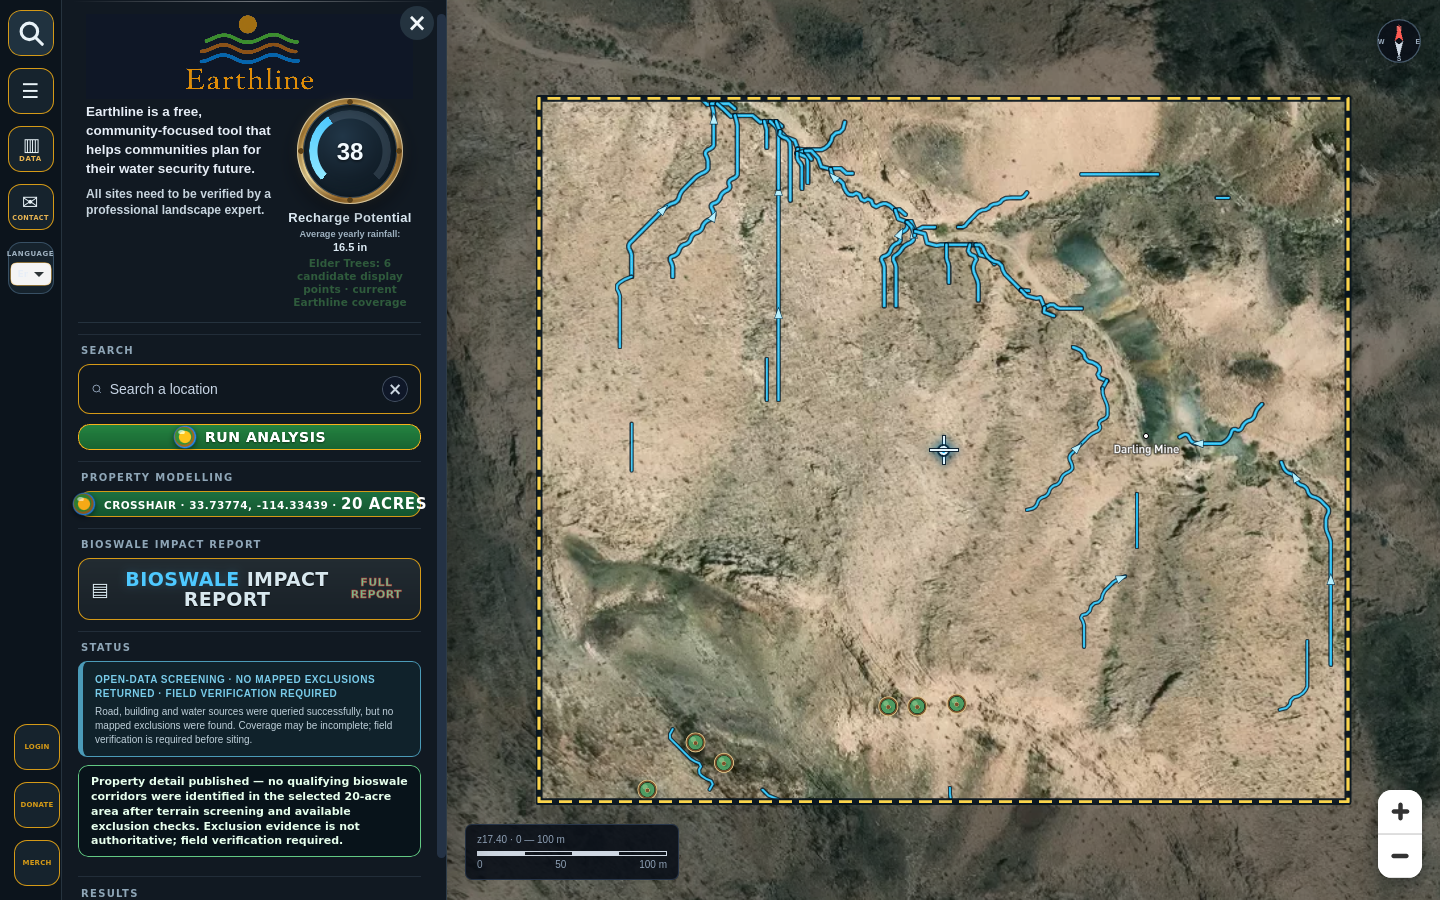 Earthline
Earthline is a free,
community-focused tool that
helps communities plan for
their water security future.
All sites need to be verified by a
professional landscape expert.
38
Recharge Potential
Average yearly rainfall:
16.5 in
Elder Trees: 6
candidate display
points · current
Earthline coverage
DATA
CONTACT
LANGUAGE
SEARCH
Search a location
RUN ANALYSIS
PROPERTY MODELLING
CROSSHAIR · 33.73774, -114.33439 · 20 ACRES
BIOSWALE IMPACT REPORT
BIOSWALE IMPACT
REPORT
FULL
REPORT
STATUS
OPEN-DATA SCREENING · NO MAPPED EXCLUSIONS
RETURNED · FIELD VERIFICATION REQUIRED
Road, building and water sources were queried successfully, but no
mapped exclusions were found. Coverage may be incomplete; field
verification is required before siting.
Property detail published — no qualifying bioswale
corridors were identified in the selected 20-acre
area after terrain screening and available
exclusion checks. Exclusion evidence is not
authoritative; field verification required.
RESULTS
LOGIN
DONATE
MERCH
Darling Mine
z17.40 · 0 — 100 m
0 50 100 m
N
W E
S